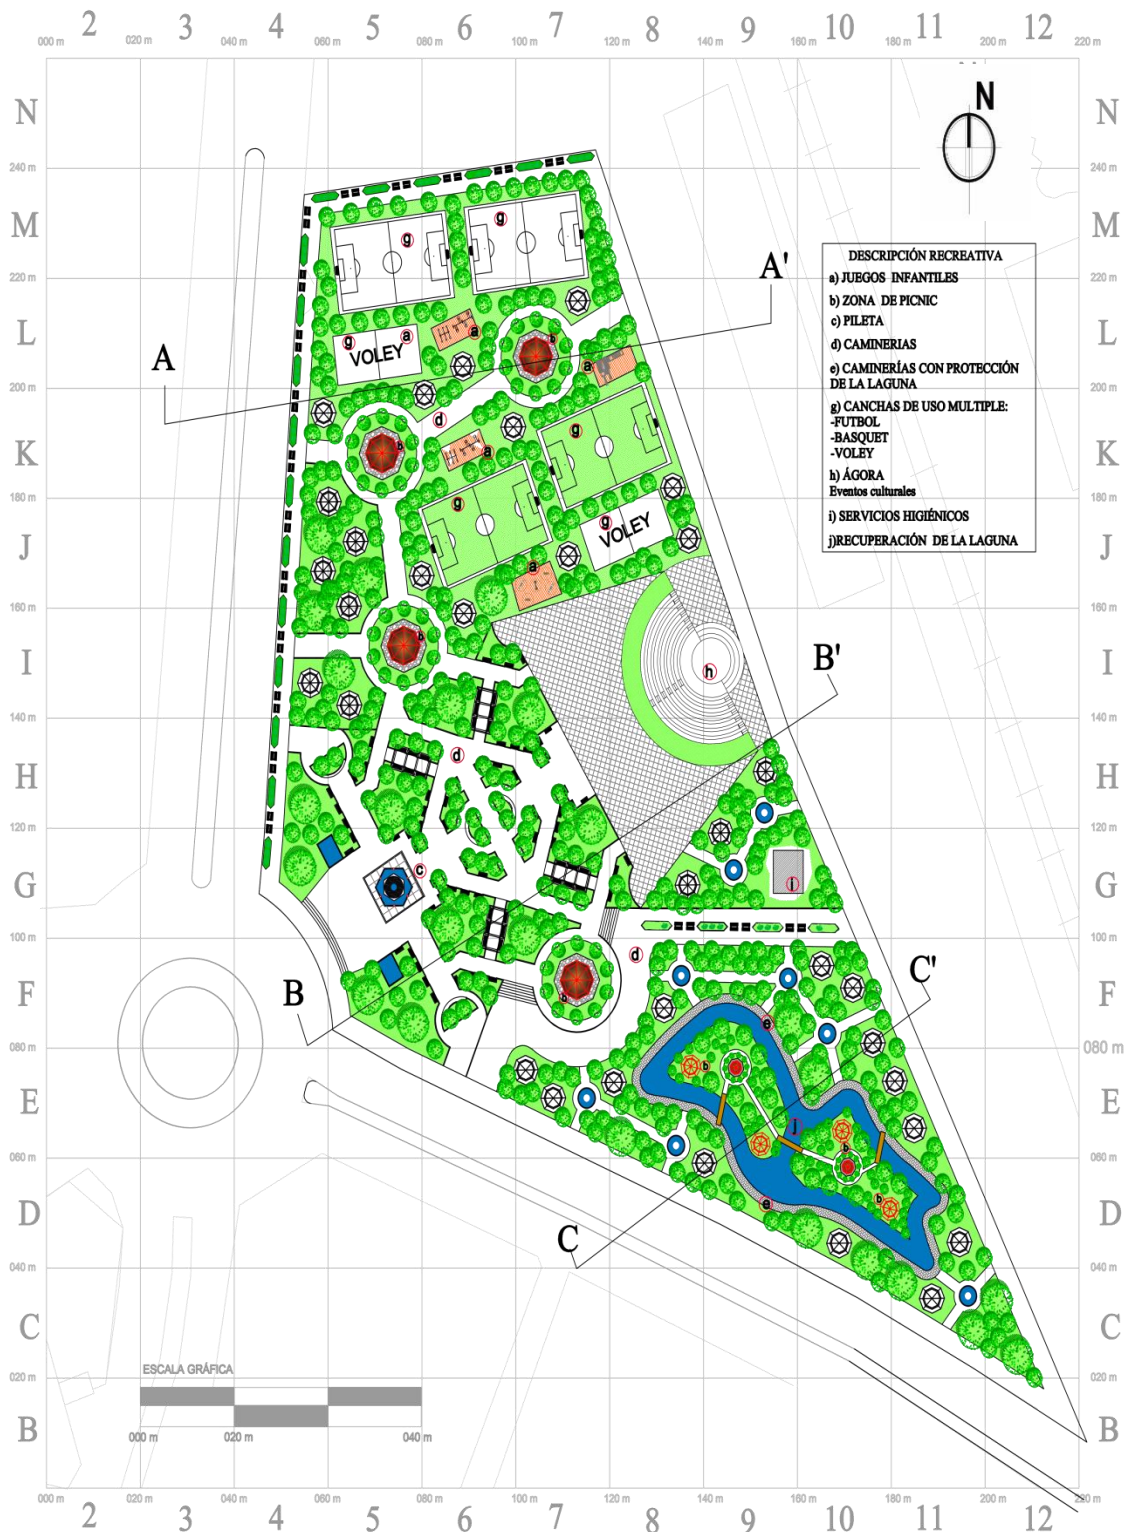 2 3 4 5 6 7 8 9 10 11 12
000 m 020 m 040 m 060 m 080 m 100 m 120 m 140 m 160 m 180 m 200 m 220 m
N N
N
240 m 240 m
M M
DESCRIPCIÓN RECREATIVA
a) JUEGOS INFANTILES
b) ZONA DE PICNIC
c) PILETA
d) CAMINERIAS
e) CAMINERÍAS CON PROTECCIÓN
DE LA LAGUNA
g) CANCHAS DE USO MULTIPLE:
-FUTBOL
-BASQUET
-VOLEY
h) ÁGORA
Eventos culturales
i) SERVICIOS HIGIÉNICOS
j)RECUPERACIÓN DE LA LAGUNA
g g
A'
220 m 220 m
L L
g a a b
VOLEY
A
a
200 m 200 m
d
g
K K
b a
180 m 180 m
g g
VOLEY
J J
a
160 m 160 m
b
I I
h
B'
140 m 140 m
d
H H
120 m 120 m
c
G G
i
100 m 100 m
d
C'
B
F F
b
e
080 m 080 m
b
E E
j
b
060 m 060 m
b
e
D D
C
040 m 040 m
C C
ESCALA GRÁFICA
020 m 020 m
B B
000 m 020 m 040 m
000 m 020 m 040 m 060 m 080 m 100 m 120 m 140 m 160 m 180 m 200 m 220 m
2 3 4 5 6 7 8 9 10 11 12